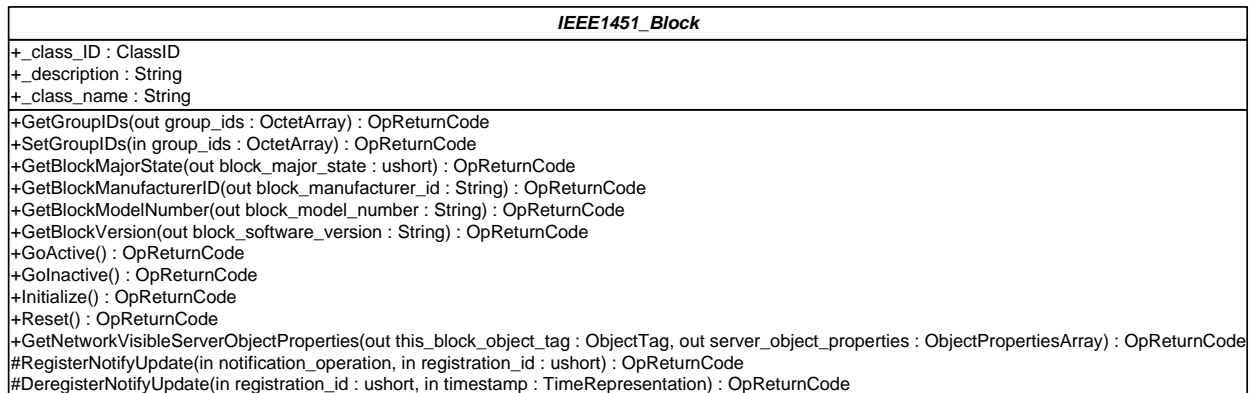 IEEE1451_Block
+_class_ID : ClassID
+_description : String
+_class_name : String
+GetGroupIDs(out group_ids : OctetArray) : OpReturnCode
+SetGroupIDs(in group_ids : OctetArray) : OpReturnCode
+GetBlockMajorState(out block_major_state : ushort) : OpReturnCode
+GetBlockManufacturerID(out block_manufacturer_id : String) : OpReturnCode
+GetBlockModelNumber(out block_model_number : String) : OpReturnCode
+GetBlockVersion(out block_software_version : String) : OpReturnCode
+GoActive() : OpReturnCode
+GoInactive() : OpReturnCode
+Initialize() : OpReturnCode
+Reset() : OpReturnCode
+GetNetworkVisibleServerObjectProperties(out this_block_object_tag : ObjectTag, out server_object_properties : ObjectPropertiesArray) : OpReturnCode
#RegisterNotifyUpdate(in notification_operation, in registration_id : ushort) : OpReturnCode
#DeregisterNotifyUpdate(in registration_id : ushort, in timestamp : TimeRepresentation) : OpReturnCode